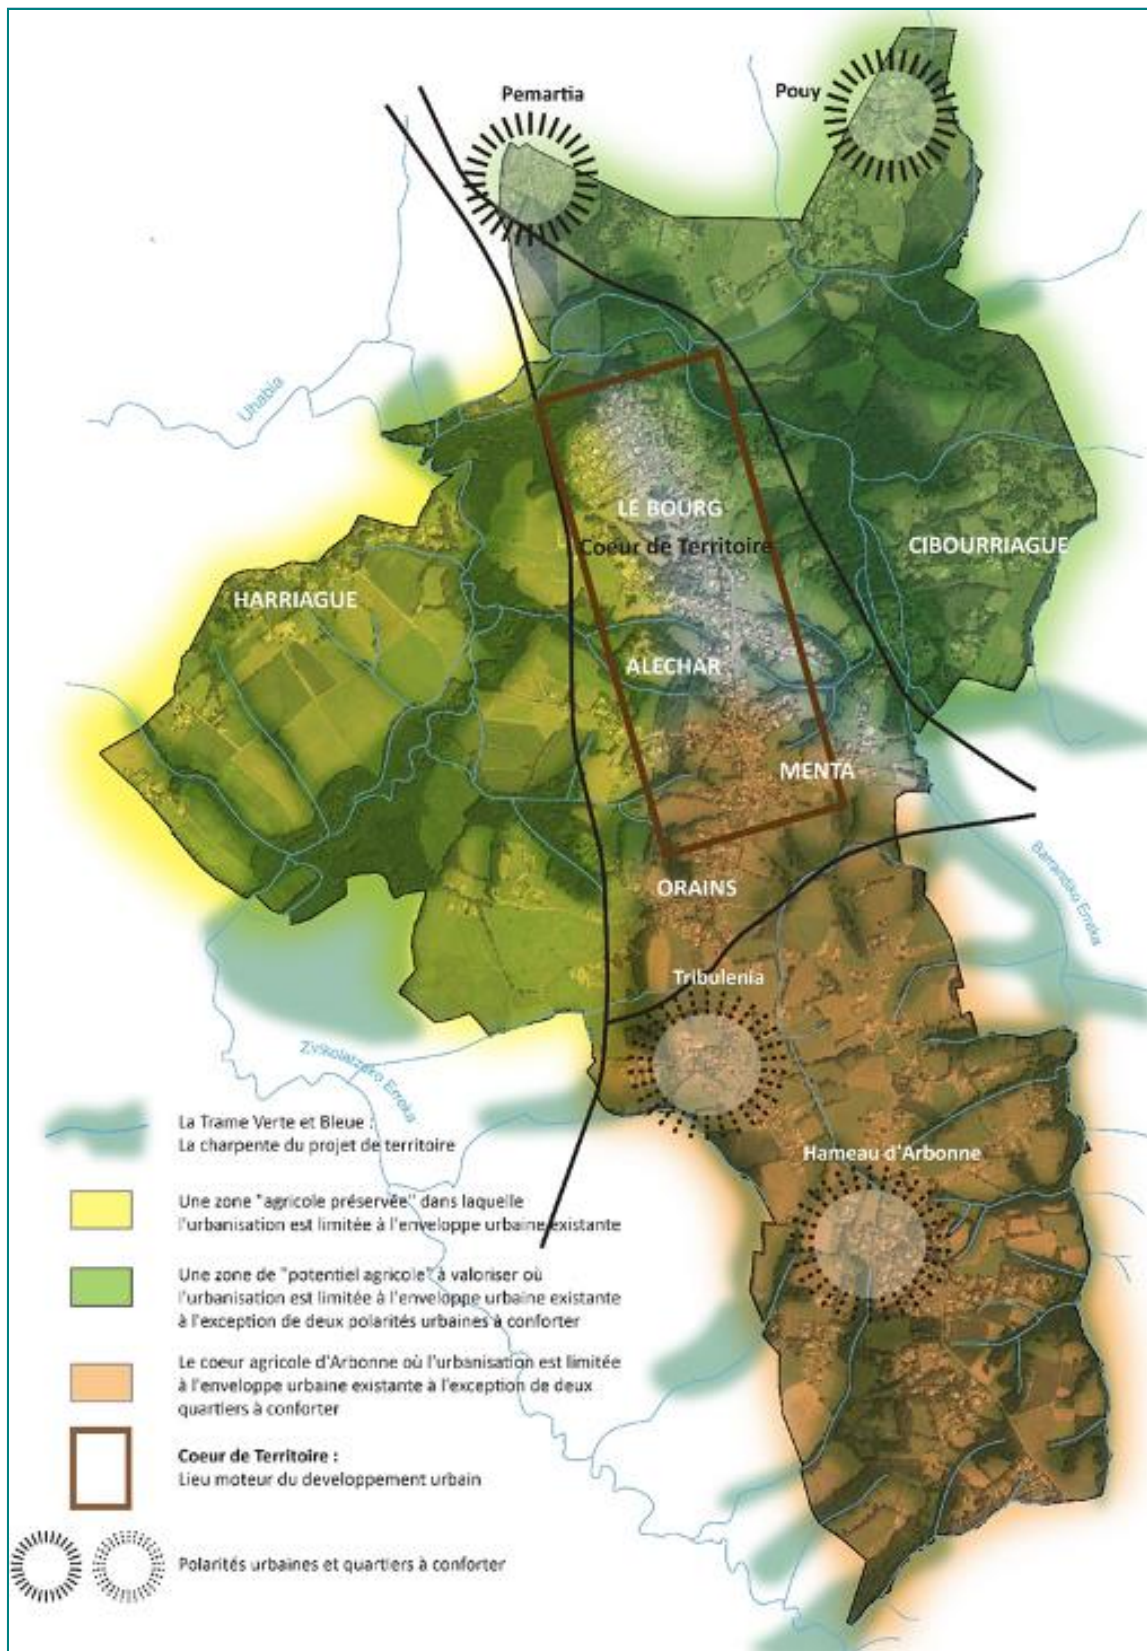 Pemartia
Pouy
Uhabia
LE BOURG
Coeur de Territoire
CIBOURRIAGUE
HARRIAGUE
ALECHAR
MENTA
ORAINS
Barrandiko Erreka
Tribulenia
Erreka
Hameau d'Arbonne
La Trame Verte et Bleue :
La charpente du projet de territoire
Une zone "agricole préservée" dans laquelle
l'urbanisation est limitée à l'enveloppe urbaine existante
Une zone de "potentiel agricole" à valoriser où
l'urbanisation est limitée à l'enveloppe urbaine existante
à l'exception de deux polarités urbaines à conforter
Le coeur agricole d'Arbonne où l'urbanisation est limitée
à l'enveloppe urbaine existante à l'exception de deux
quartiers à conforter
Coeur de Territoire :
Lieu moteur du developpement urbain
Polarités urbaines et quartiers à conforter